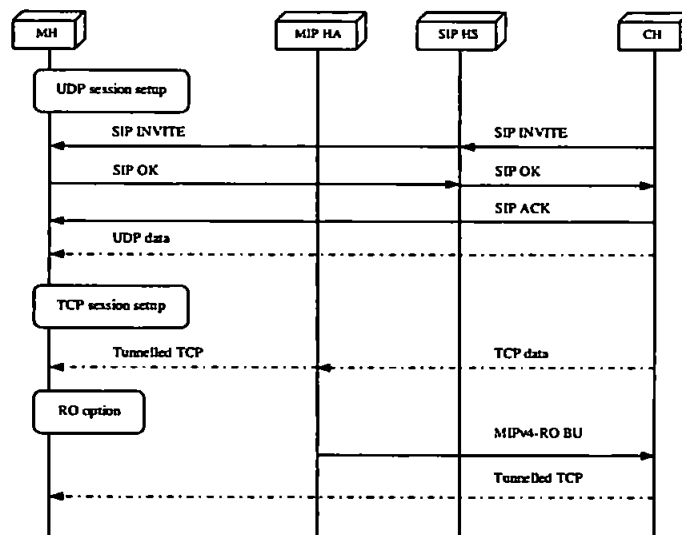 MH
MIP HA
SIP HS
CH
UDP session setup
SIP INVITE
SIP INVITE
SIP OK
SIP OK
SIP ACK
UDP data
TCP session setup
Tunnelled TCP
TCP data
RO option
MIPv4-RO BU
Tunnelled TCP